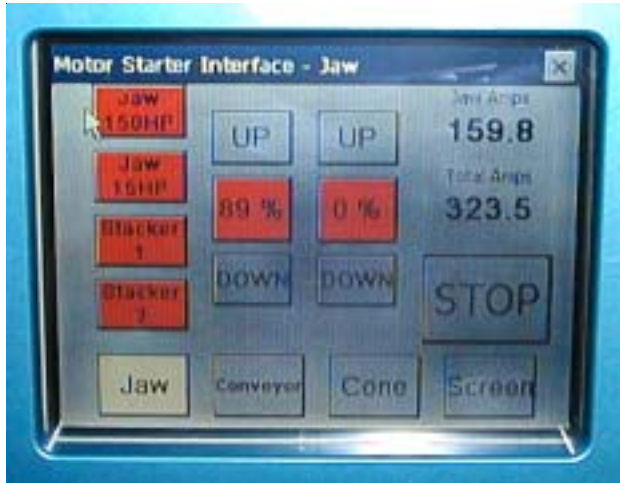 Motor Starter Interface - Jaw
Jaw
150HP
Jaw
15HP
Stacker
1
Stacker
2
UP
89 %
DOWN
UP
0 %
DOWN
Jaw Amps
159.8
Total Amps
323.5
STOP
Jaw
Conveyor
Cone
Screen